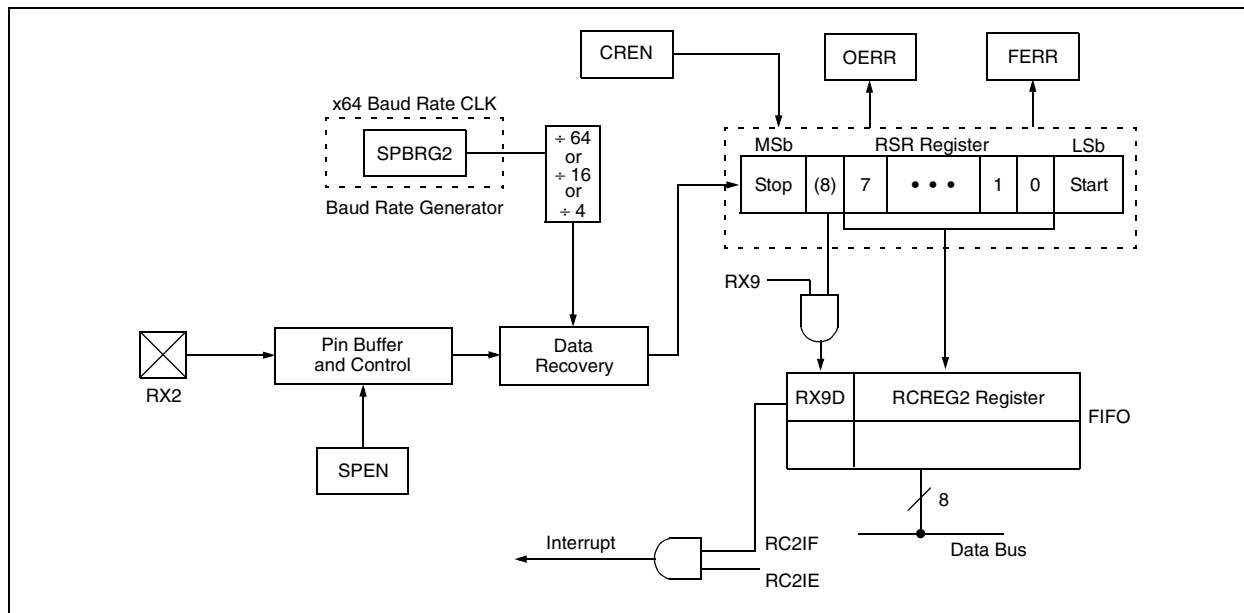 CREN
OERR
FERR
x64 Baud Rate CLK
SPBRG2
Baud Rate Generator
÷ 64
or
÷ 16
or
÷ 4
MSb RSR Register LSb
Stop (8) 7 • • • 1 0 Start
RX9
RX2
Pin Buffer
and Control
Data
Recovery
SPEN
RX9D RCREG2 Register
FIFO
8
Data Bus
Interrupt
RC2IF
RC2IE